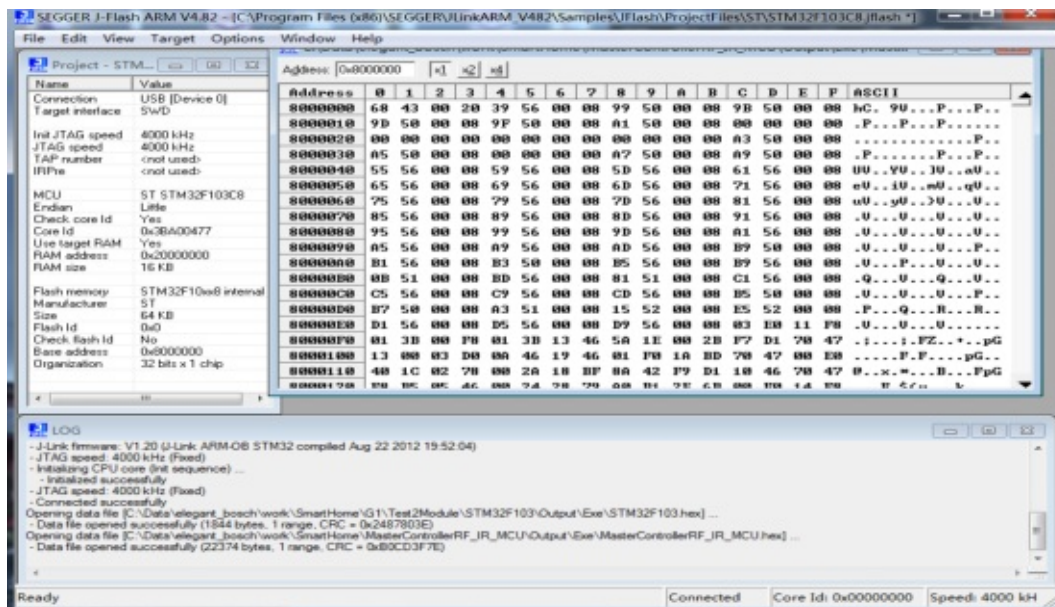 SEGGER J-Flash ARM V4.82 - [C:\Program Files (x86)\SEGGER\JLinkARM_V482\Samples\JFlash\ProjectFiles\ST\STM32F103C8.jflash *]
File Edit View Target Options Window Help
Project - STM...
Name Value
Connection USB [Device 0]
Target interface SWD
Init JTAG speed 4000 kHz
JTAG speed 4000 kHz
TAP number <not used>
IRPre <not used>
MCU ST STM32F103C8
Endian Little
Check core Id Yes
Core Id 0x3BA00477
Use target RAM Yes
RAM address 0x20000000
RAM size 16 KB
Flash memory STM32F10xx8 internal
Manufacturer ST
Size 64 KB
Flash Id 0x0
Check flash Id No
Base address 0x8000000
Organization 32 bits x 1 chip
Address: 0x8000000 x1 x2 x4
Address 0 1 2 3 4 5 6 7 8 9 A B C D E F ASCII
8000000 68 43 00 20 39 56 00 08 99 50 00 08 9B 50 00 08 hC. 9V...P...P..
8000010 9D 50 00 08 9F 50 00 08 A1 50 00 08 00 00 00 00 .P...P...P......
8000020 00 00 00 00 00 00 00 00 00 00 00 00 A3 50 00 08 .............P..
8000030 A5 50 00 08 00 00 00 00 A7 50 00 08 A9 50 00 08 .P.......P...P..
8000040 55 56 00 08 59 56 00 08 5D 56 00 08 61 56 00 08 UV..YV..]V..aV..
8000050 65 56 00 08 69 56 00 08 6D 56 00 08 71 56 00 08 eV..iV..mV..qV..
8000060 75 56 00 08 79 56 00 08 7D 56 00 08 81 56 00 08 uV..yV..}V...V..
8000070 85 56 00 08 89 56 00 08 8D 56 00 08 91 56 00 08 .V...V...V...V..
8000080 95 56 00 08 99 56 00 08 9D 56 00 08 A1 56 00 08 .V...V...V...V..
8000090 A5 56 00 08 A9 56 00 08 AD 56 00 08 B9 50 00 08 .V...V...V...P..
80000A0 B1 56 00 08 B3 50 00 08 B5 56 00 08 B9 56 00 08 .V...P...V...V..
80000B0 0B 51 00 08 BD 56 00 08 81 51 00 08 C1 56 00 08 .Q...V...Q...V..
80000C0 C5 56 00 08 C9 56 00 08 CD 56 00 08 B5 50 00 08 .V...V...V...P..
80000D0 B7 50 00 08 A3 51 00 08 15 52 00 08 E5 52 00 08 .P...Q...R...R..
80000E0 D1 56 00 08 D5 56 00 08 D9 56 00 08 03 E0 11 F8 .V...V...V......
80000F0 01 3B 00 F8 01 3B 13 46 5A 1E 00 2B F7 D1 70 47 .;...;.FZ..+..pG
8000100 13 00 03 D0 0A 46 19 46 01 F0 1A BD 70 47 00 E0 .....F.F....pG..
8000110 40 1C 02 78 00 2A 18 BF 8A 42 F9 D1 18 46 70 47 @..x.*...B...FpG
LOG
- J-Link firmware: V1.20 (J-Link ARM-OB STM32 compiled Aug 22 2012 19:52:04)
- JTAG speed: 4000 kHz (Fixed)
- Initializing CPU core (Init sequence) ...
- Initialized successfully
- JTAG speed: 4000 kHz (Fixed)
- Connected successfully
Opening data file [C:\Data\elegant_bosch\work\SmartHome\G1\Test2Module\STM32F103\Output\Exe\STM32F103.hex] ...
- Data file opened successfully (1844 bytes, 1 range, CRC = 0x2487803E)
Opening data file [C:\Data\elegant_bosch\work\SmartHome\MasterControllerRF_IR_MCU\Output\Exe\MasterControllerRF_IR_MCU.hex] ...
- Data file opened successfully (22374 bytes, 1 range, CRC = 0xB0CD3F7E)
Ready Connected Core Id: 0x00000000 Speed: 4000 kH